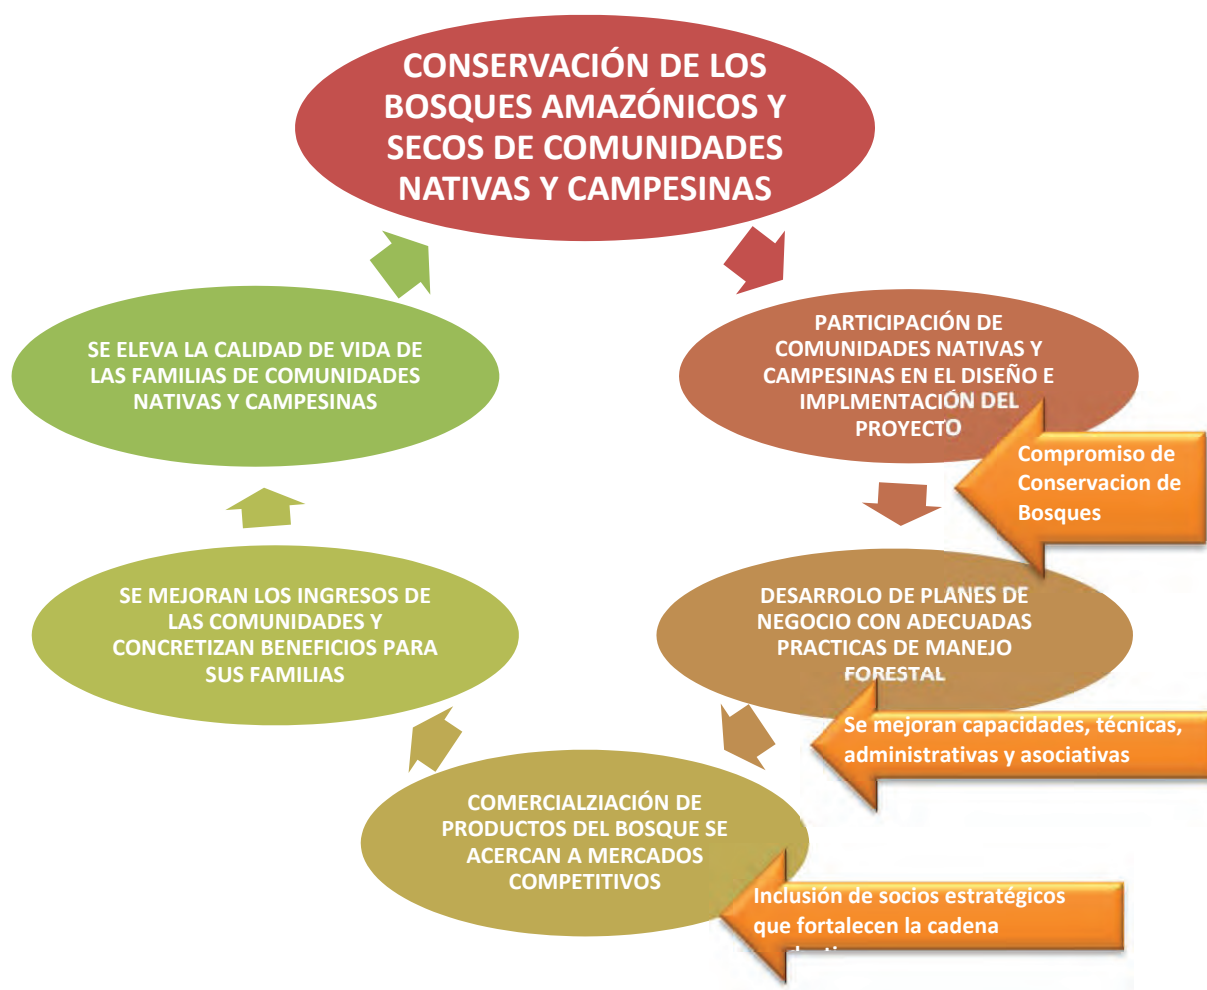 CONSERVACIÓN DE LOS
BOSQUES AMAZÓNICOS Y
SECOS DE COMUNIDADES
NATIVAS Y CAMPESINAS
PARTICIPACIÓN DE
COMUNIDADES NATIVAS Y
CAMPESINAS EN EL DISEÑO E
IMPLMENTACIÓN DEL
PROYECTO
Compromiso de
Conservacion de
Bosques
DESARROLO DE PLANES DE
NEGOCIO CON ADECUADAS
PRACTICAS DE MANEJO
FORESTAL
Se mejoran capacidades, técnicas,
administrativas y asociativas
COMERCIALZIACIÓN DE
PRODUCTOS DEL BOSQUE SE
ACERCAN A MERCADOS
COMPETITIVOS
Inclusión de socios estratégicos
que fortalecen la cadena
SE MEJORAN LOS INGRESOS DE
LAS COMUNIDADES Y
CONCRETIZAN BENEFICIOS PARA
SUS FAMILIAS
SE ELEVA LA CALIDAD DE VIDA DE
LAS FAMILIAS DE COMUNIDADES
NATIVAS Y CAMPESINAS